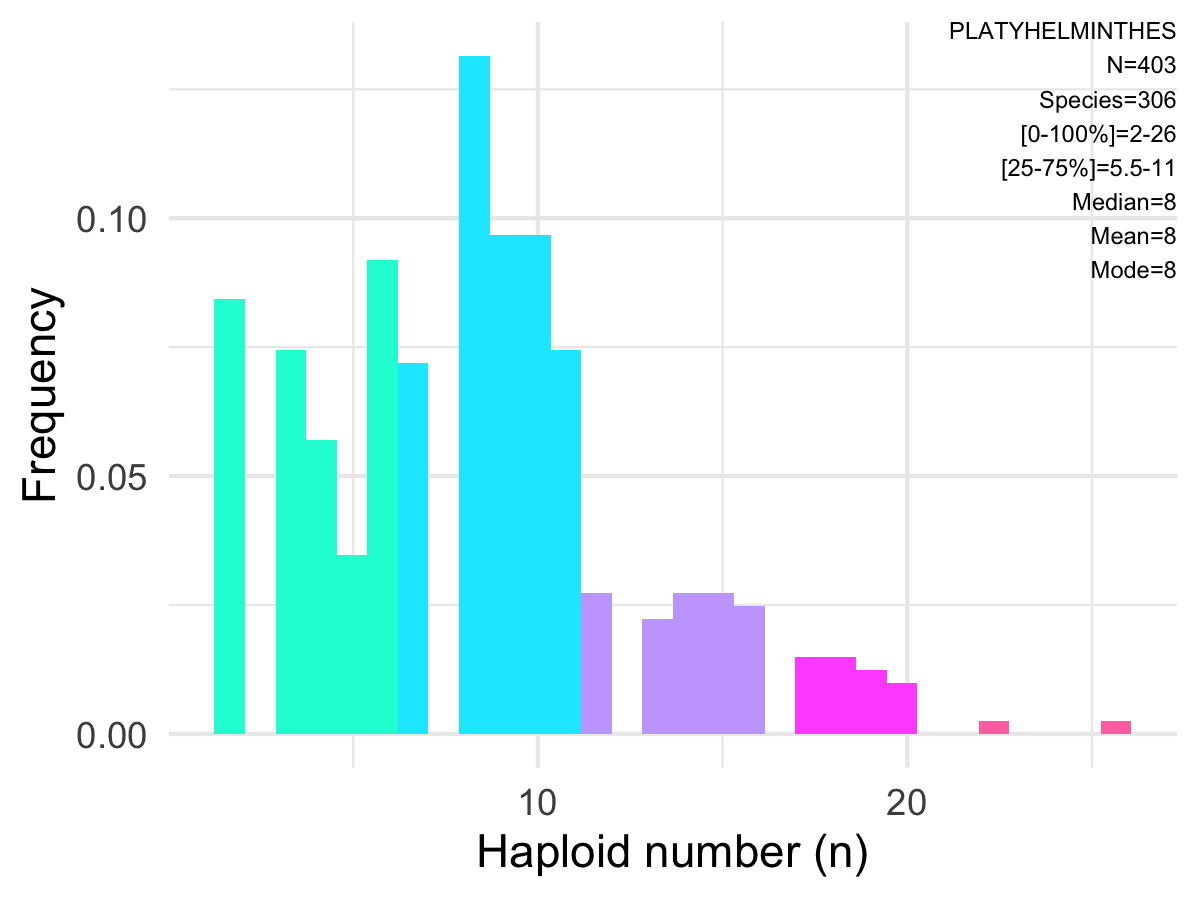 PLATYHELMINTHES
N=403
Species=306
[0-100%]=2-26
[25-75%]=5.5-11
Median=8
Mean=8
Mode=8
Frequency
0.10
0.05
0.00
10 20
Haploid number (n)